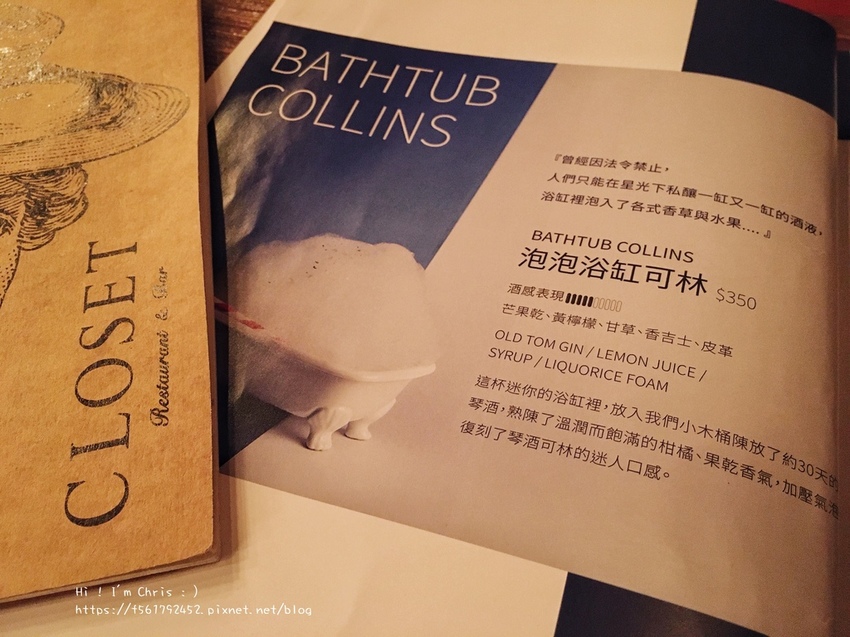 CLOSET
Restaurant & Bar
BATHTUB
COLLINS
『曾經因法令禁止，
人們只能在星光下私釀一缸又一缸的酒液，
浴缸裡泡入了各式香草與水果.... 』
BATHTUB COLLINS
泡泡浴缸可林 $350
酒感表現
芒果乾、黃檸檬、甘草、香吉士、皮革
OLD TOM GIN / LEMON JUICE /
SYRUP / LIQUORICE FOAM
這杯迷你的浴缸裡，放入我們小木桶陳放了約30天的
琴酒，熟陳了溫潤而飽滿的柑橘、果乾香氣，加壓氣泡
復刻了琴酒可林的迷人口感。
Hi ! I'm Chris : )
https://t561792452.pixnet.net/blog